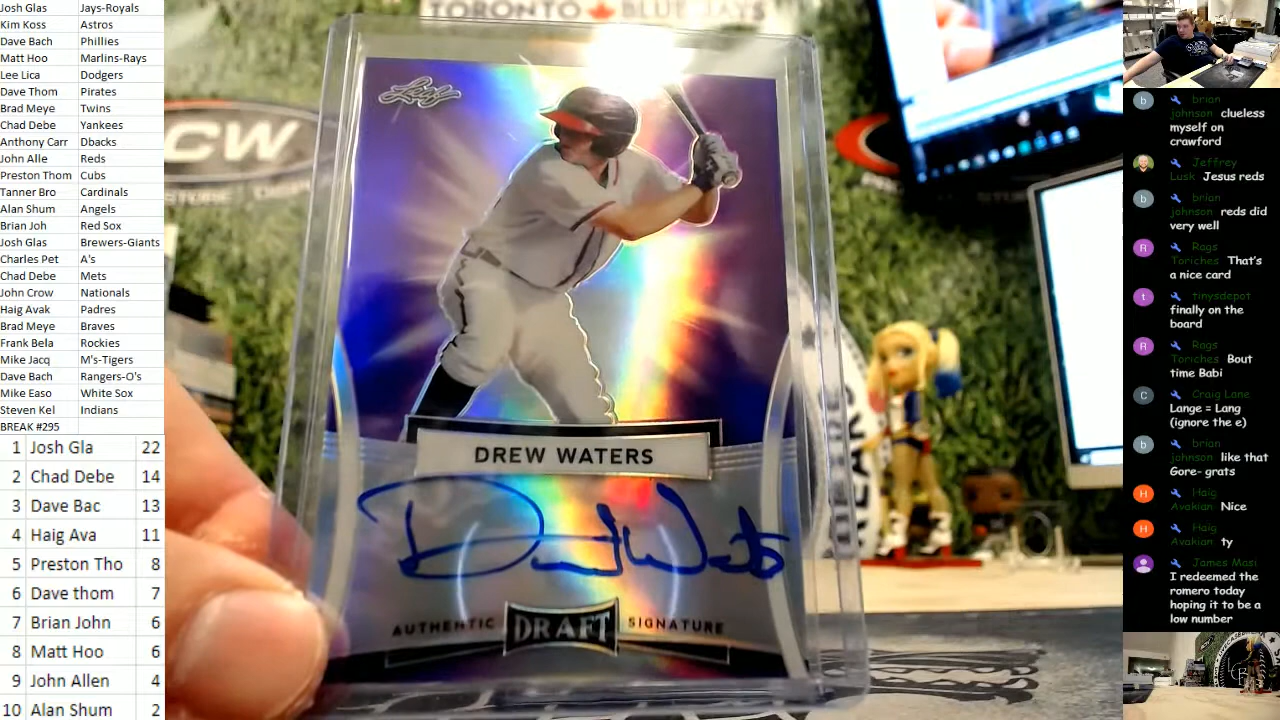 Josh Glas Jays-Royals
Kim Koss Astros
Dave Bach Phillies
Matt Hoo Marlins-Rays
Lee Lica Dodgers
Dave Thom Pirates
Brad Meye Twins
Chad Debe Yankees
Anthony Carr Dbacks
John Alle Reds
Preston Thom Cubs
Tanner Bro Cardinals
Alan Shum Angels
Brian Joh Red Sox
Josh Glas Brewers-Giants
Charles Pet A's
Chad Debe Mets
John Crow Nationals
Haig Avak Padres
Brad Meye Braves
Frank Bela Rockies
Mike Jacq M's-Tigers
Dave Bach Rangers-O's
Mike Easo White Sox
Steven Kel Indians
BREAK #295
1 Josh Gla 22
2 Chad Debe 14
3 Dave Bac 13
4 Haig Ava 11
5 Preston Tho 8
6 Dave thom 7
7 Brian John 6
8 Matt Hoo 6
9 John Allen 4
10 Alan Shum 2
TORONTO BLUE JAYS
CW
Leaf
DREW WATERS
Drew Waters
AUTHENTIC DRAFT SIGNATURE
b brian
johnson clueless
myself on
crawford
Jeffrey
Lusk Jesus reds
b brian
johnson reds did
very well
R Rags
Toriches That's
a nice card
t tinysdepot
finally on the
board
R Rags
Toriches Bout
time Babi
C Craig Lane
Lange = Lang
(ignore the e)
b brian
johnson like that
Gore- grats
H Haig
Avakian Nice
H Haig
Avakian ty
James Masi
I redeemed the
romero today
hoping it to be a
low number